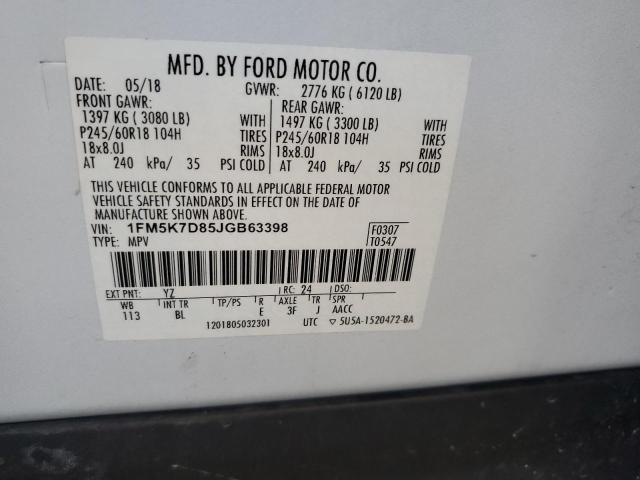 MFD. BY FORD MOTOR CO.
DATE: 05/18 GVWR: 2776 KG ( 6120 LB)
FRONT GAWR: REAR GAWR:
1397 KG ( 3080 LB) WITH 1497 KG ( 3300 LB) WITH
P245/60R18 104H TIRES P245/60R18 104H TIRES
18x8.0J RIMS 18x8.0J RIMS
AT 240 kPa/ 35 PSI COLD AT 240 kPa/ 35 PSI COLD
THIS VEHICLE CONFORMS TO ALL APPLICABLE FEDERAL MOTOR
VEHICLE SAFETY STANDARDS IN EFFECT ON THE DATE OF
MANUFACTURE SHOWN ABOVE.
VIN: 1FM5K7D85JGB63398 F0307
TYPE: MPV T0547
EXT PNT: YZ RC: 24 DSO:
WB INT TR TP/PS R AXLE TR SPR
113 BL E 3F J AACC
1201805032301 UTC ▽ 5U5A-1520472-BA